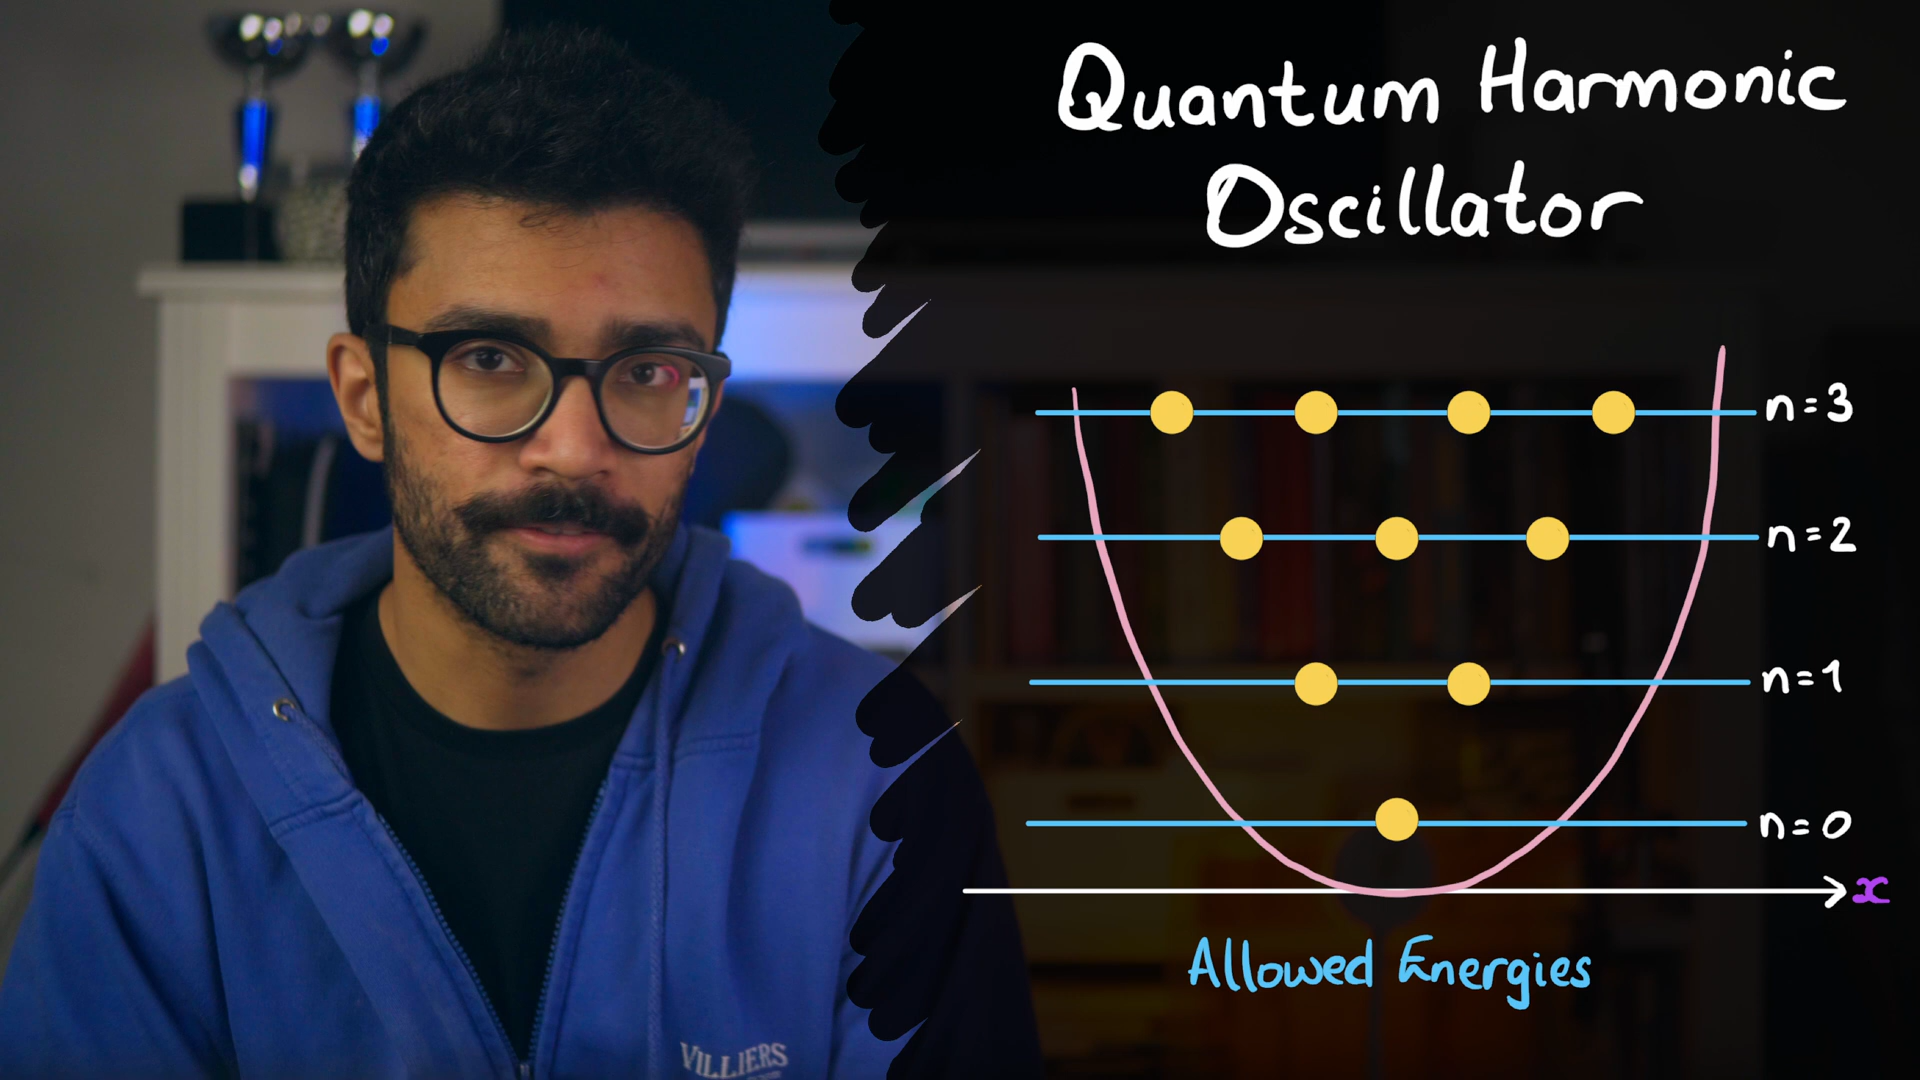 Quantum Harmonic
Oscillator
n=3
n=2
n=1
n=0
x
Allowed Energies
VILLIERS